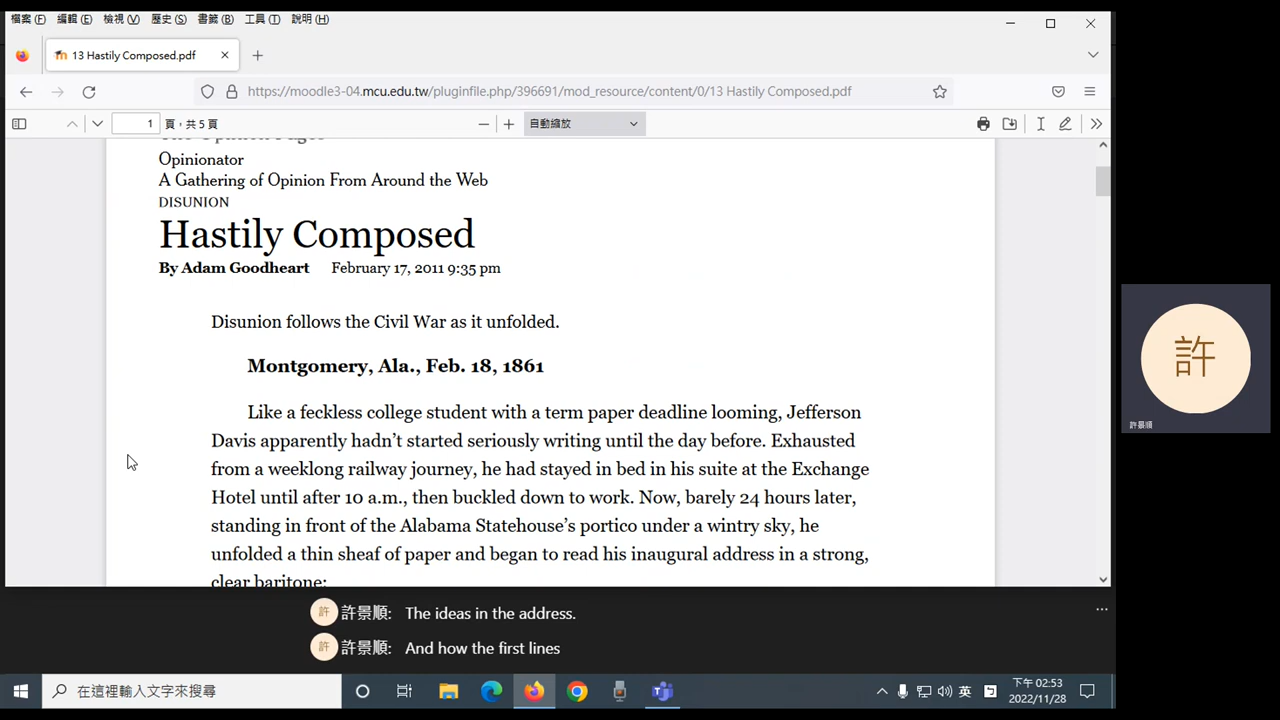 檔案(F) 編輯(E) 檢視(V) 歷史(S) 書籤(B) 工具(T) 說明(H)
13 Hastily Composed.pdf
https://moodle3-04.mcu.edu.tw/pluginfile.php/396691/mod_resource/content/0/13 Hastily Composed.pdf
1 頁，共 5 頁
自動縮放
The Opinion Pages
Opinionator
A Gathering of Opinion From Around the Web
DISUNION
Hastily Composed
By Adam Goodheart February 17, 2011 9:35 pm
Disunion follows the Civil War as it unfolded.
Montgomery, Ala., Feb. 18, 1861
Like a feckless college student with a term paper deadline looming, Jefferson
Davis apparently hadn't started seriously writing until the day before. Exhausted
from a weeklong railway journey, he had stayed in bed in his suite at the Exchange
Hotel until after 10 a.m., then buckled down to work. Now, barely 24 hours later,
standing in front of the Alabama Statehouse's portico under a wintry sky, he
unfolded a thin sheaf of paper and began to read his inaugural address in a strong,
clear baritone:
許
許景順
許 許景順: The ideas in the address.
許 許景順: And how the first lines
在這裡輸入文字來搜尋
英
下午 02:53
2022/11/28